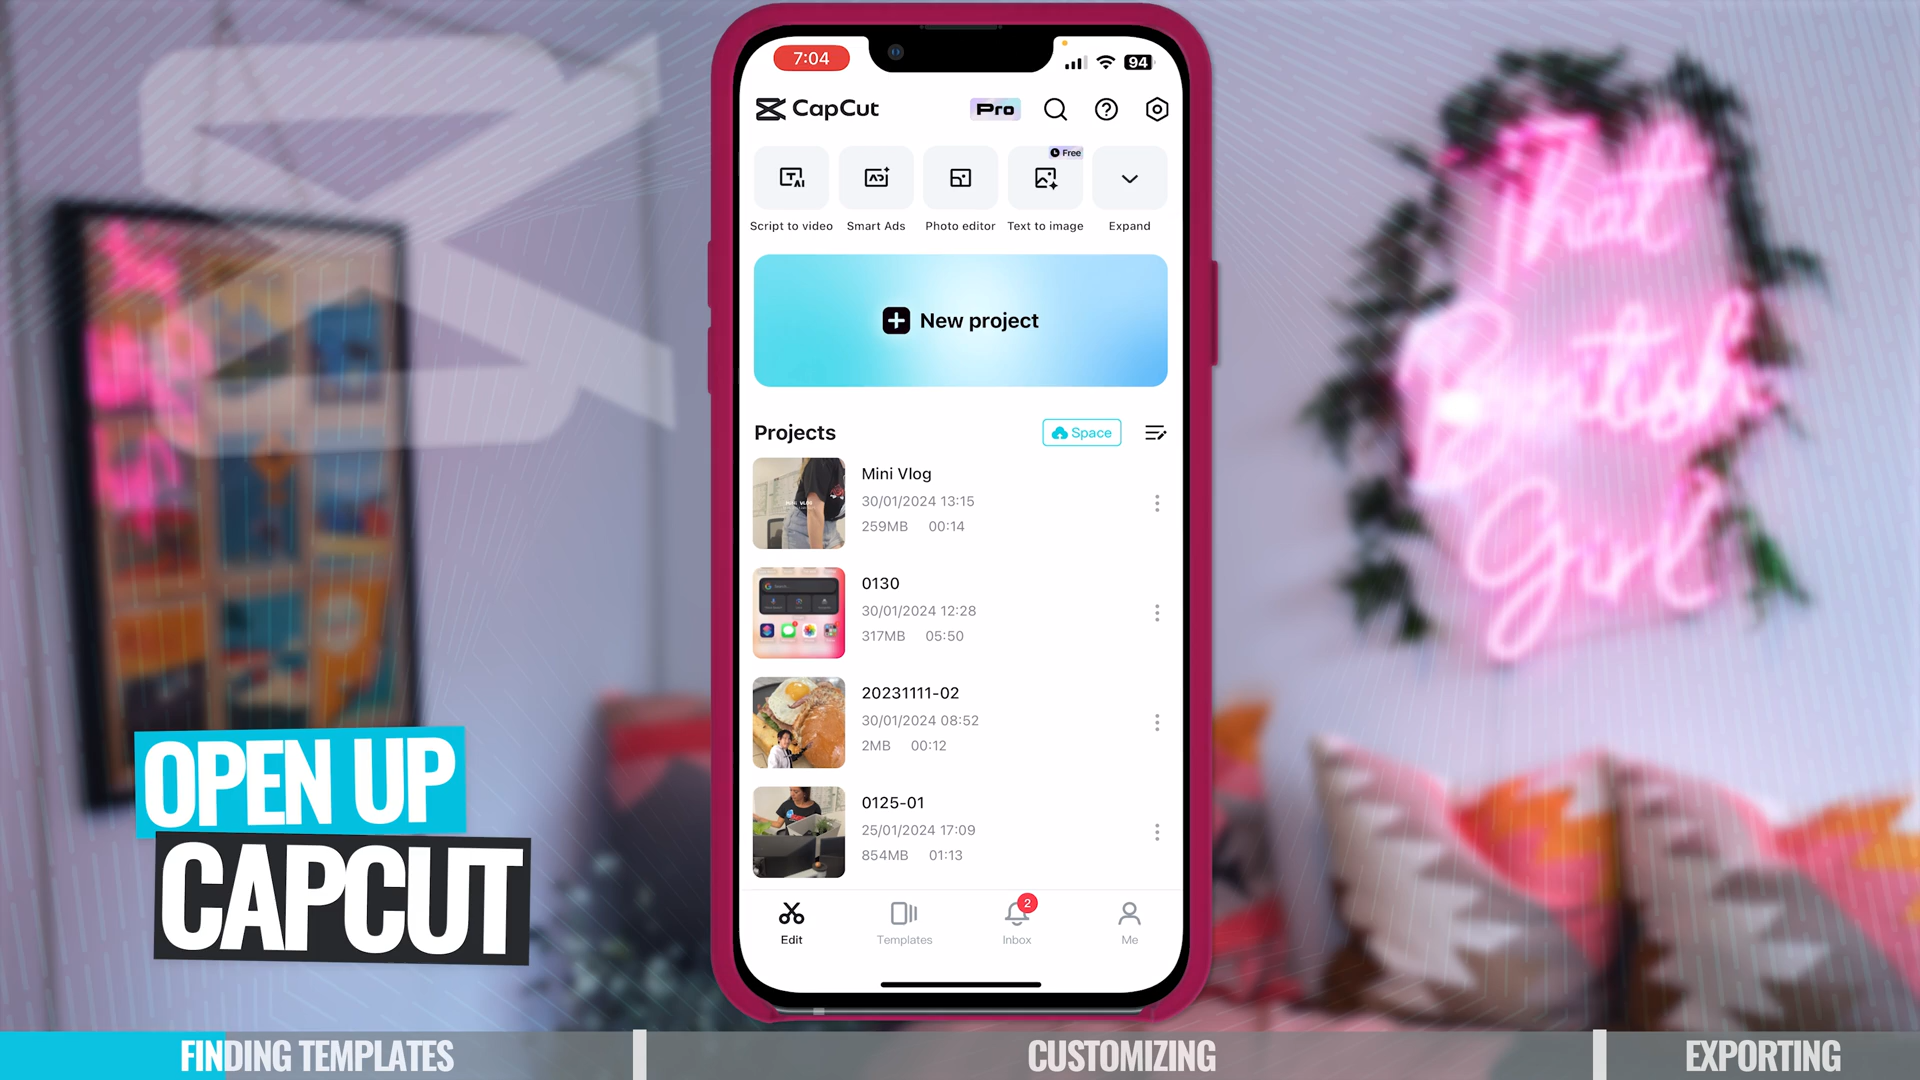 7:04
94
CapCut
Pro
Free
Script to video
Smart Ads
Photo editor
Text to image
Expand
New project
Projects
Space
Mini Vlog
30/01/2024 13:15
259MB 00:14
0130
30/01/2024 12:28
317MB 05:50
20231111-02
30/01/2024 08:52
2MB 00:12
0125-01
25/01/2024 17:09
854MB 01:13
Edit
Templates
2
Inbox
Me
That
British
Girl
OPEN UP
CAPCUT
FINDING TEMPLATES
CUSTOMIZING
EXPORTING